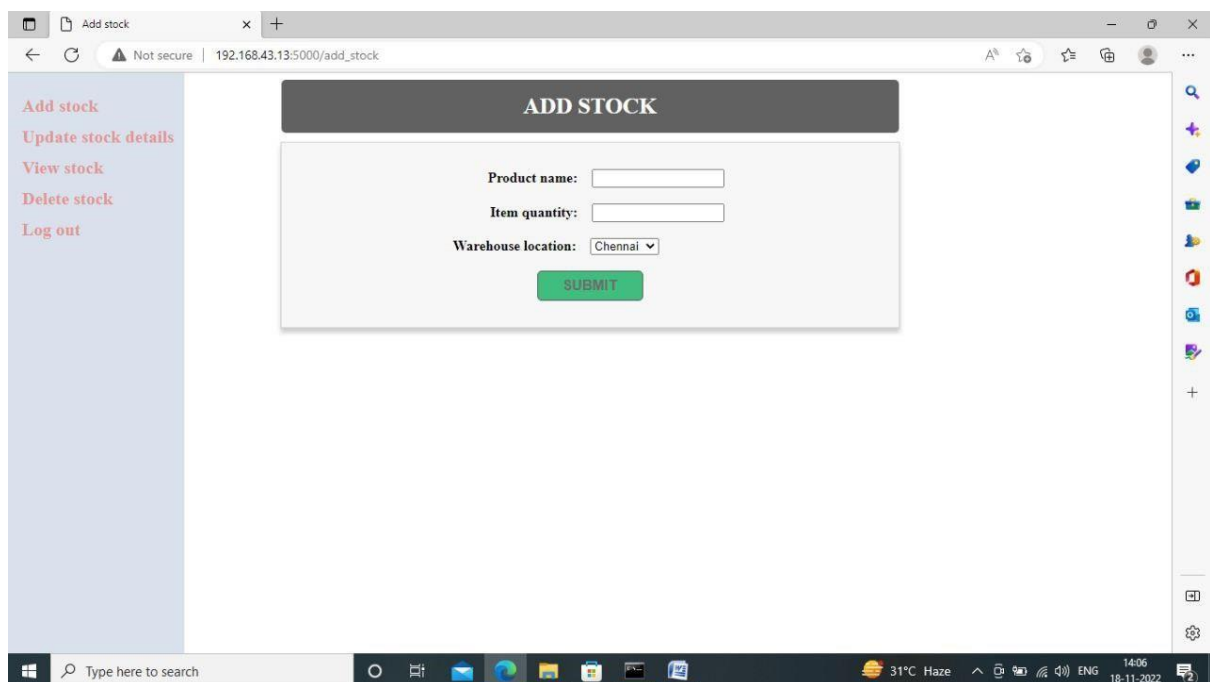 Add stock
Not secure | 192.168.43.13:5000/add_stock
Add stock
Update stock details
View stock
Delete stock
Log out
ADD STOCK
Product name:
Item quantity:
Warehouse location: Chennai
SUBMIT
Type here to search
31°C Haze
ENG
14:06
18-11-2022
2